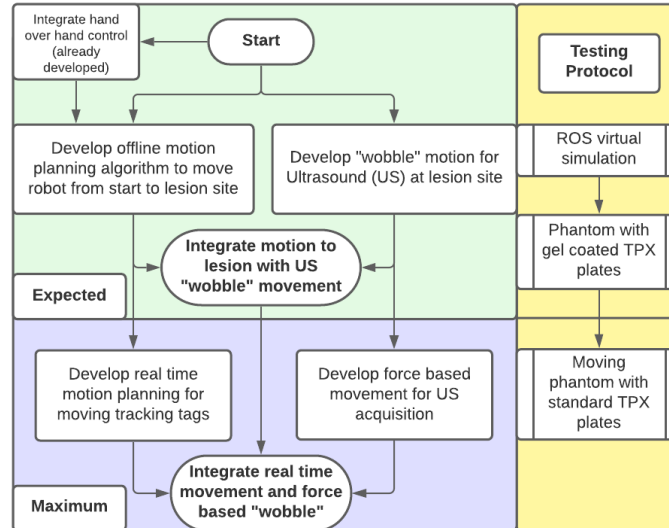 Integrate hand
over hand control
(already
developed)
Start
Testing
Protocol
Develop offline motion
planning algorithm to move
robot from start to lesion site
Develop "wobble" motion for
Ultrasound (US) at lesion site
ROS virtual
simulation
Integrate motion to
lesion with US
"wobble" movement
Phantom with
gel coated TPX
plates
Expected
Develop real time
motion planning for
moving tracking tags
Develop force based
movement for US
acquisition
Moving
phantom with
standard TPX
plates
Integrate real time
movement and force
based "wobble"
Maximum